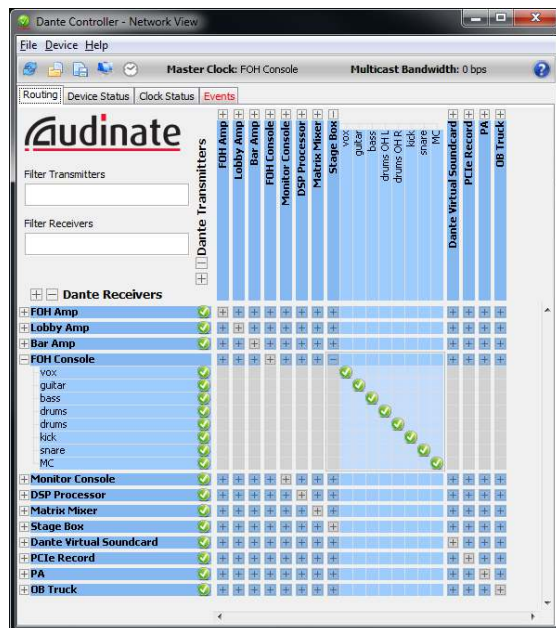 Dante Controller - Network View
File Device Help
Master Clock: FOH Console Multicast Bandwidth: 0 bps
Routing Device Status Clock Status Events
Audinate
Filter Transmitters
Filter Receivers
Dante Transmitters
FOH Amp
Lobby Amp
Bar Amp
FOH Console
Monitor Console
DSP Processor
Matrix Mixer
Stage Box
vox
guitar
bass
drums OH L
drums OH R
kick
snare
MC
Dante Virtual Soundcard
PCIe Record
PA
OB Truck
Dante Receivers
FOH Amp
Lobby Amp
Bar Amp
FOH Console
vox
guitar
bass
drums
drums
kick
snare
MC
Monitor Console
DSP Processor
Matrix Mixer
Stage Box
Dante Virtual Soundcard
PCIe Record
PA
OB Truck